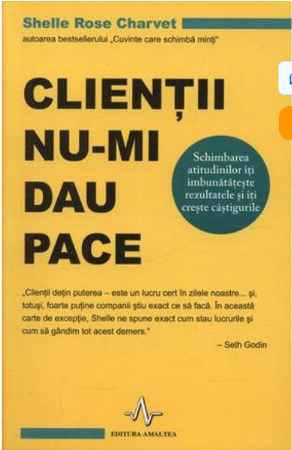 Shelle Rose Charvet
autoarea bestsellerului „Cuvinte care schimbă minți”
CLIENȚII
NU-MI
DAU
PACE
Schimbarea
atitudinilor îți
îmbunătățește
rezultatele și îți
crește câștigurile
„Clienții dețin puterea – este un lucru cert în zilele noastre... și,
totuși, foarte puține companii știu exact ce să facă. În această
carte de excepție, Shelle ne spune exact cum stau lucrurile și
cum să gândim tot acest demers.”
– Seth Godin
EDITURA AMALTEA